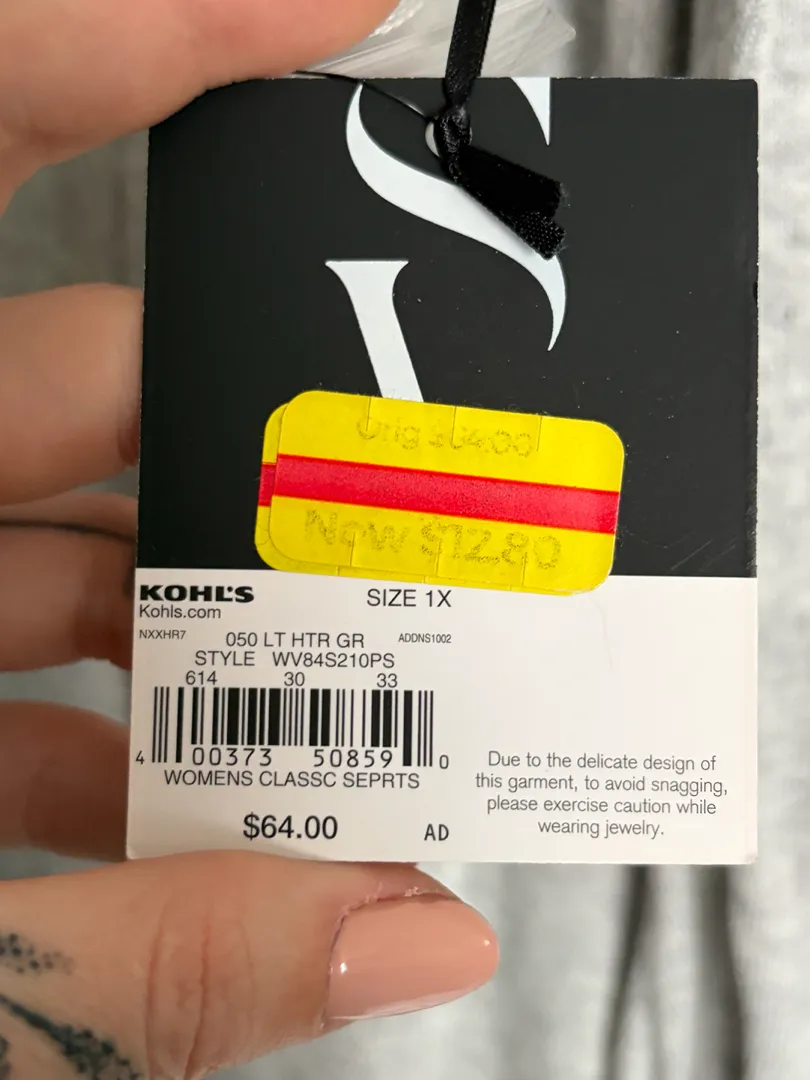 Orig $64.00
Now $12.80
KOHL'S
Kohls.com
SIZE 1X
NXXHR7
050 LT HTR GR
ADDNS1002
STYLE WV84S210PS
614 30 33
4 00373 50859 0
WOMENS CLASSC SEPRTS
$64.00 AD
Due to the delicate design of
this garment, to avoid snagging,
please exercise caution while
wearing jewelry.